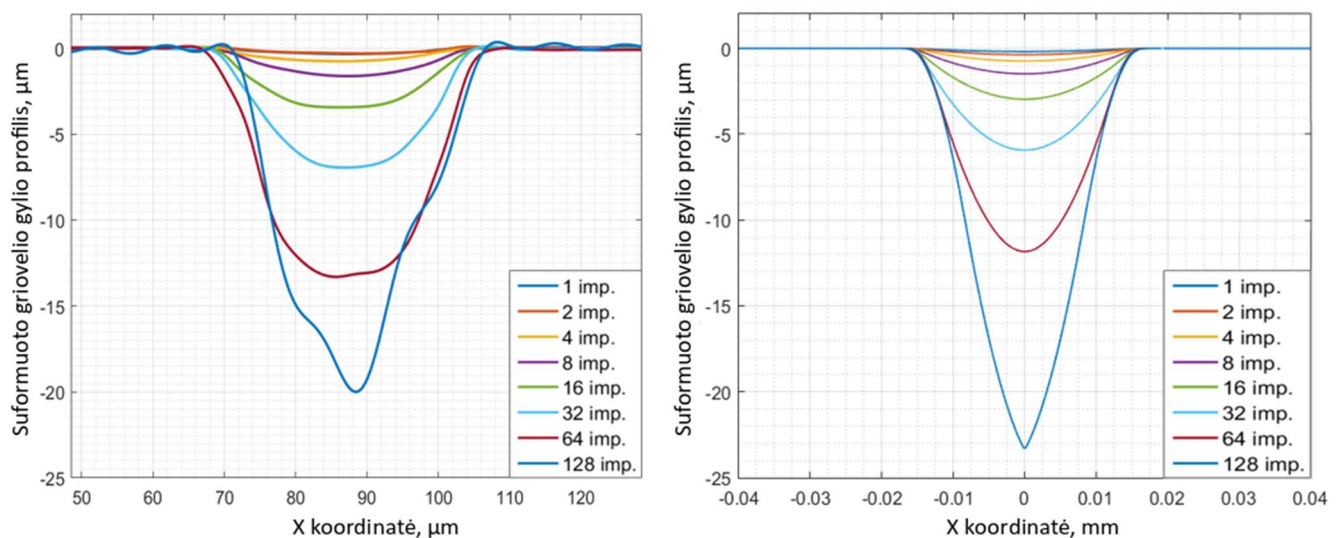 Suformuoto griovelio gylio profilis, µm
0
-5
-10
-15
-20
-25
50 60 70 80 90 100 110 120
X koordinatė, µm
1 imp.
2 imp.
4 imp.
8 imp.
16 imp.
32 imp.
64 imp.
128 imp.
Suformuoto griovelio gylio profilis, µm
0
-5
-10
-15
-20
-25
-0.04 -0.03 -0.02 -0.01 0 0.01 0.02 0.03 0.04
X koordinatė, mm
1 imp.
2 imp.
4 imp.
8 imp.
16 imp.
32 imp.
64 imp.
128 imp.